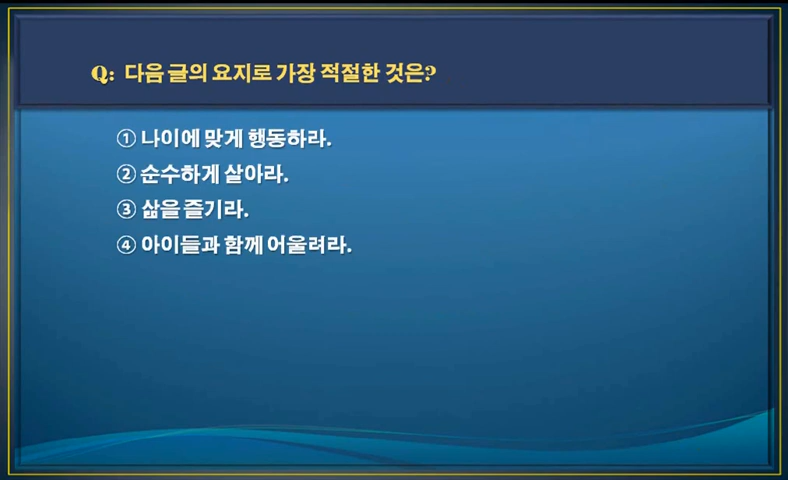 Q: 다음 글의 요지로 가장 적절한 것은?
① 나이에 맞게 행동하라.
② 순수하게 살아라.
③ 삶을 즐기라.
④ 아이들과 함께 어울려라.